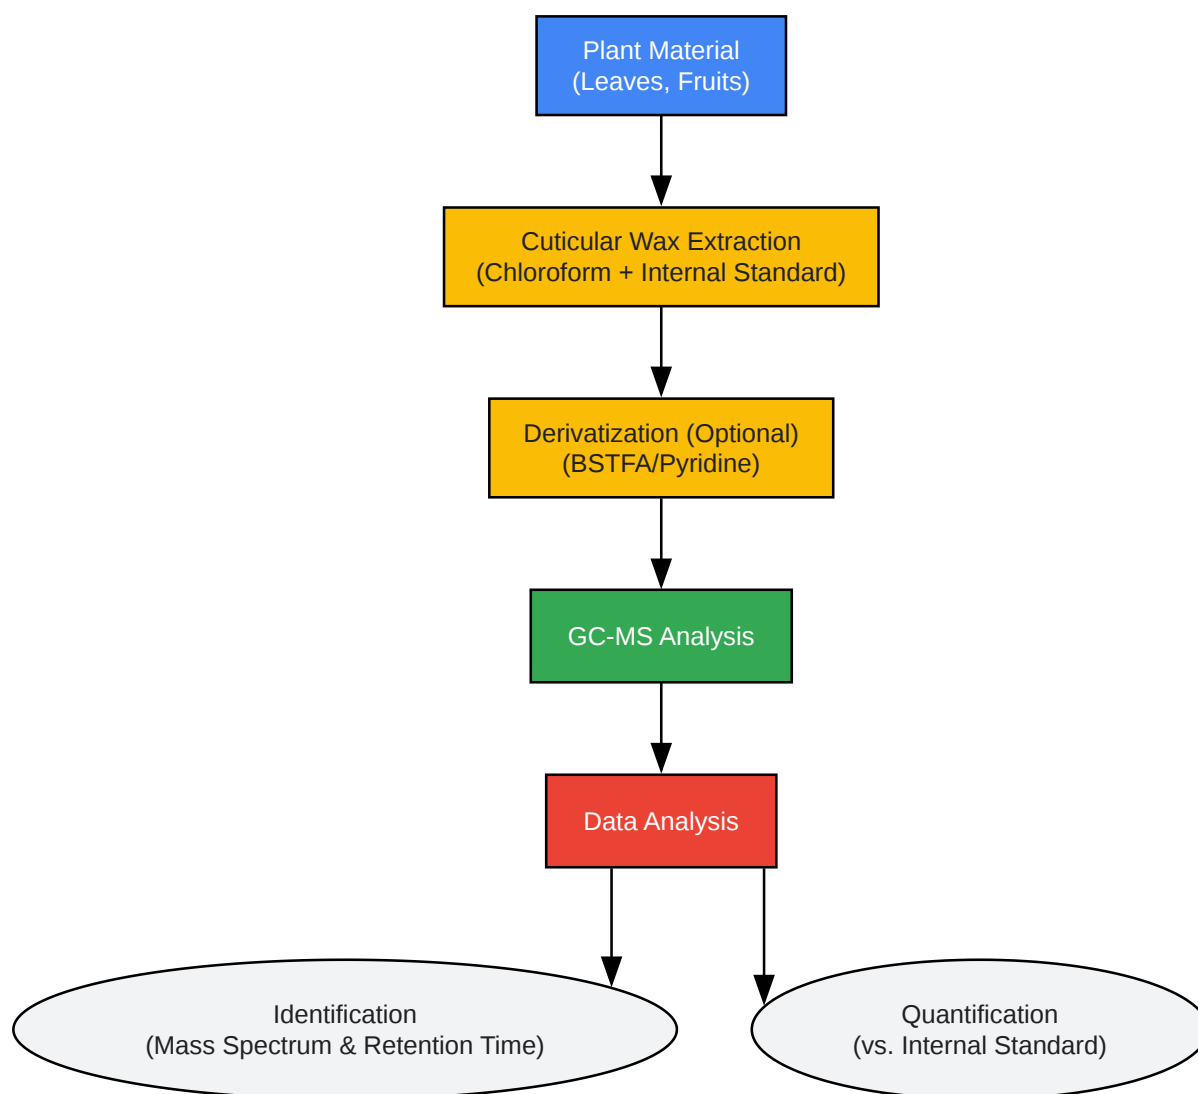 Plant Material
(Leaves, Fruits)
Cuticular Wax Extraction
(Chloroform + Internal Standard)
Derivatization (Optional)
(BSTFA/Pyridine)
GC-MS Analysis
Data Analysis
Identification
(Mass Spectrum & Retention Time)
Quantification
(vs. Internal Standard)